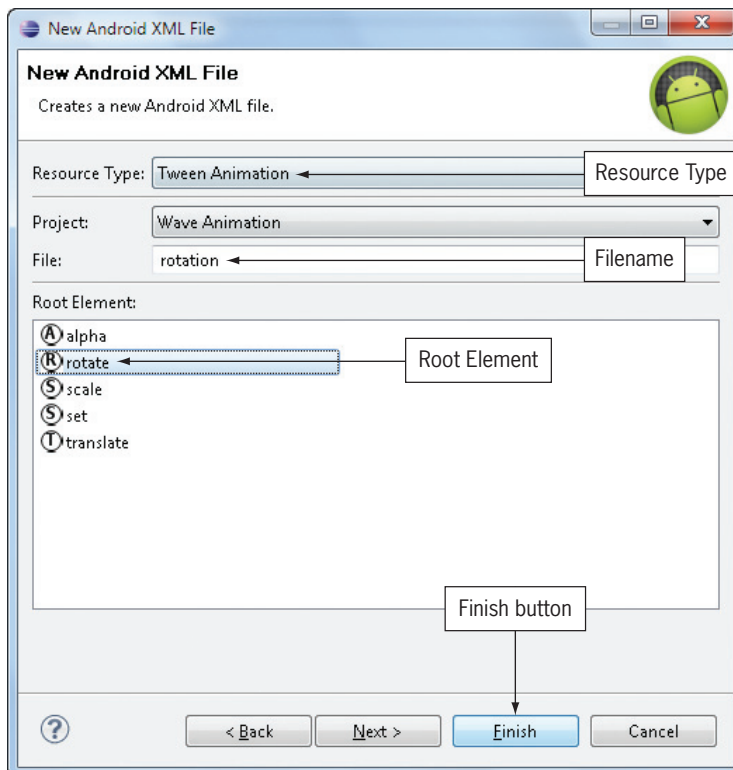 New Android XML File
New Android XML File
Creates a new Android XML file.
Resource Type: Tween Animation Resource Type
Project: Wave Animation
File: rotation Filename
Root Element:
A alpha
R rotate Root Element
S scale
S set
T translate
Finish button
? < Back Next > Finish Cancel